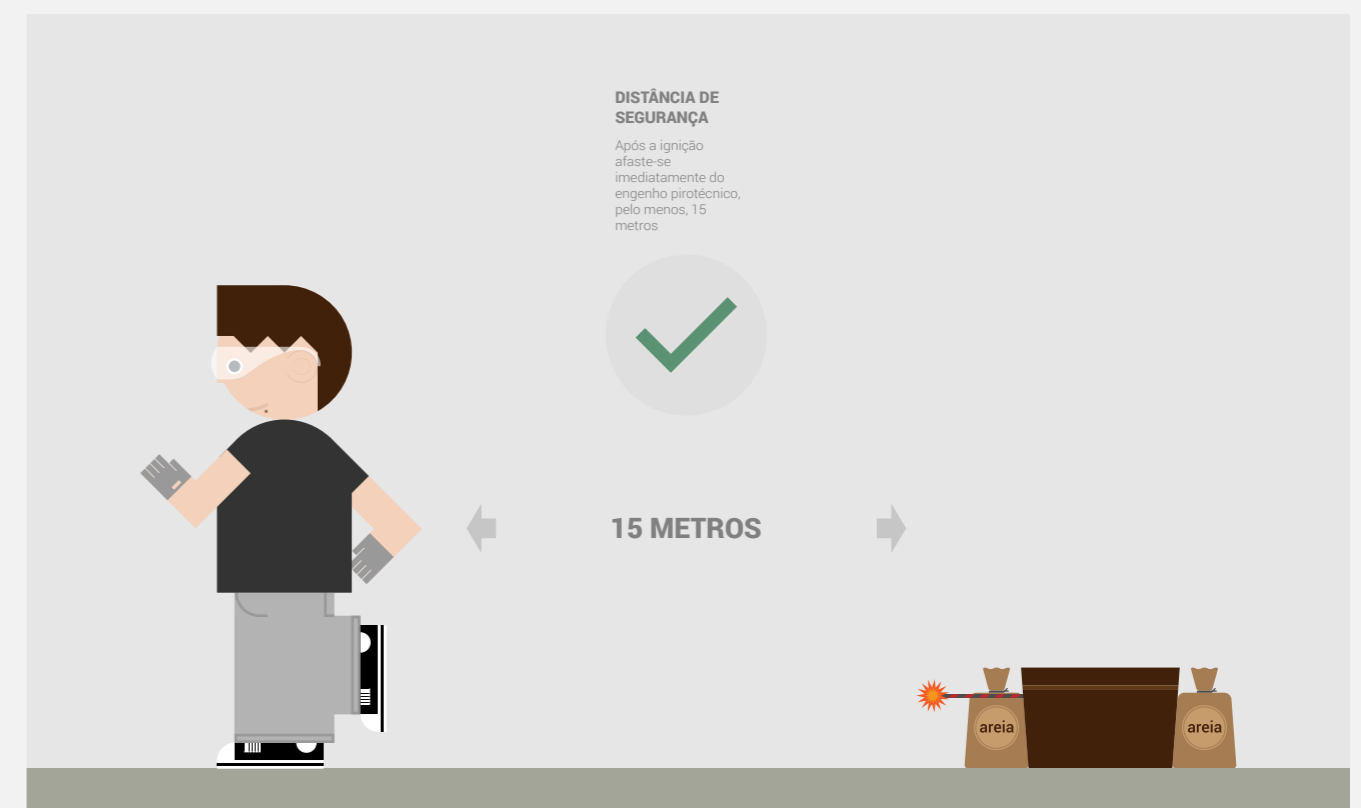 DISTÂNCIA DE
SEGURANÇA
Após a ignição
afaste-se
imediatamente do
engenho pirotécnico,
pelo menos, 15
metros
15 METROS
areia
areia